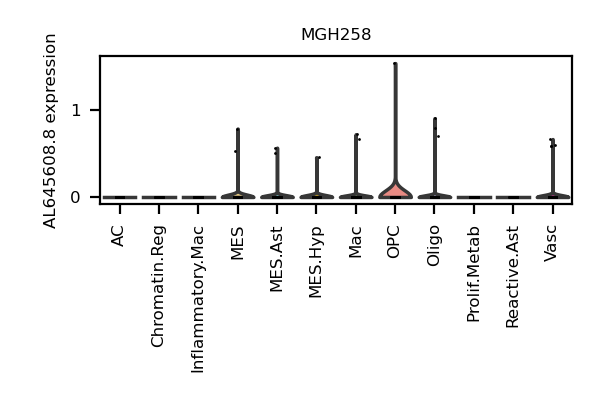 MGH258
AL645608.8 expression
1
0
AC
Chromatin.Reg
Inflammatory.Mac
MES
MES.Ast
MES.Hyp
Mac
OPC
Oligo
Prolif.Metab
Reactive.Ast
Vasc